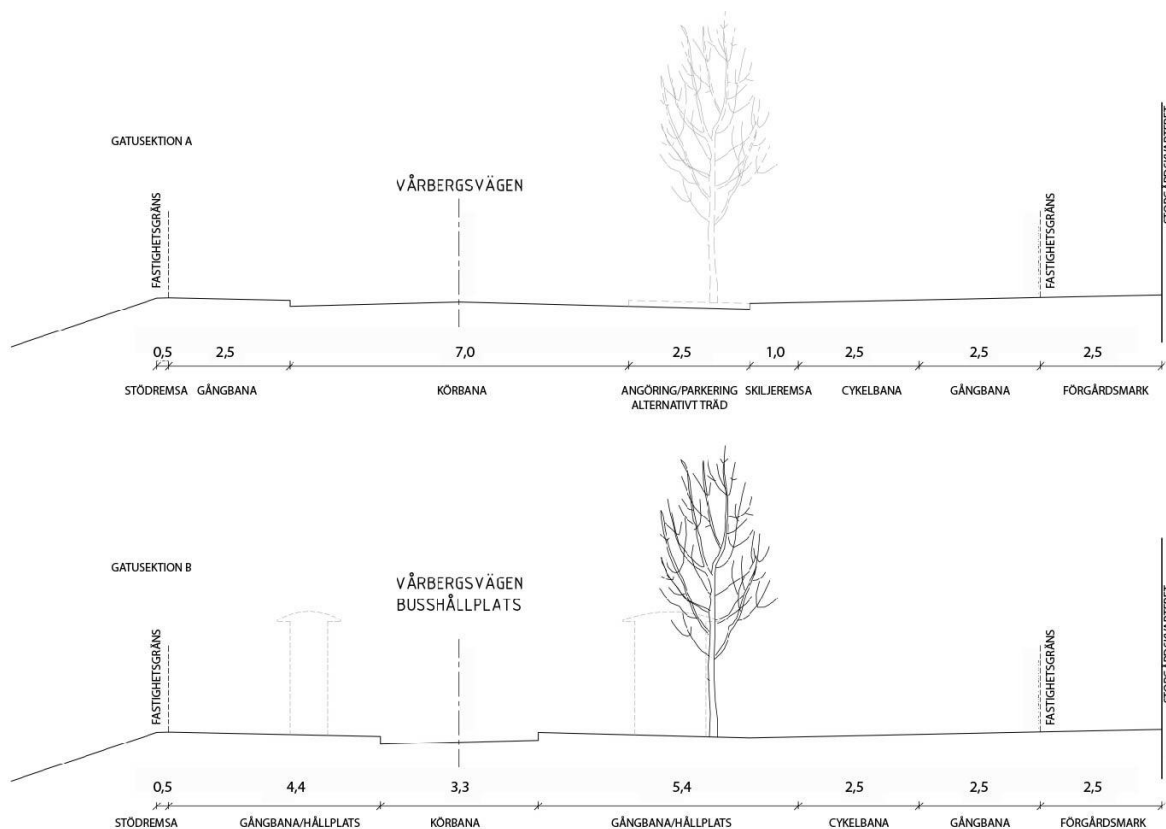 GATUSEKTION A
VÅRBERGSVÄGEN
FASTIGHETSGRÄNS
FASTIGHETSGRÄNS
0,5 2,5 7,0 2,5 1,0 2,5 2,5 2,5
STÖDREMSA GÅNGBANA KÖRBANA ANGÖRING/PARKERING SKILJEREMSA CYKELBANA GÅNGBANA FÖRGÅRDSMARK
ALTERNATIVT TRÄD
GATUSEKTION B
VÅRBERGSVÄGEN
BUSSHÅLLPLATS
FASTIGHETSGRÄNS
FASTIGHETSGRÄNS
0,5 4,4 3,3 5,4 2,5 2,5 2,5
STÖDREMSA GÅNGBANA/HÅLLPLATS KÖRBANA GÅNGBANA/HÅLLPLATS CYKELBANA GÅNGBANA FÖRGÅRDSMARK